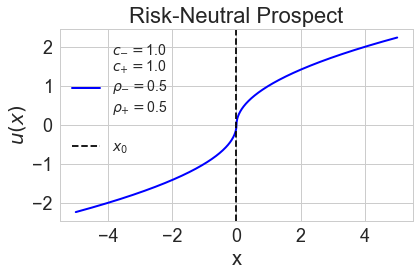 Risk-Neutral Prospect
u(x)
2
1
0
−1
−2
c₋ = 1.0
c₊ = 1.0
ρ₋ = 0.5
ρ₊ = 0.5
x₀
−4 −2 0 2 4
x